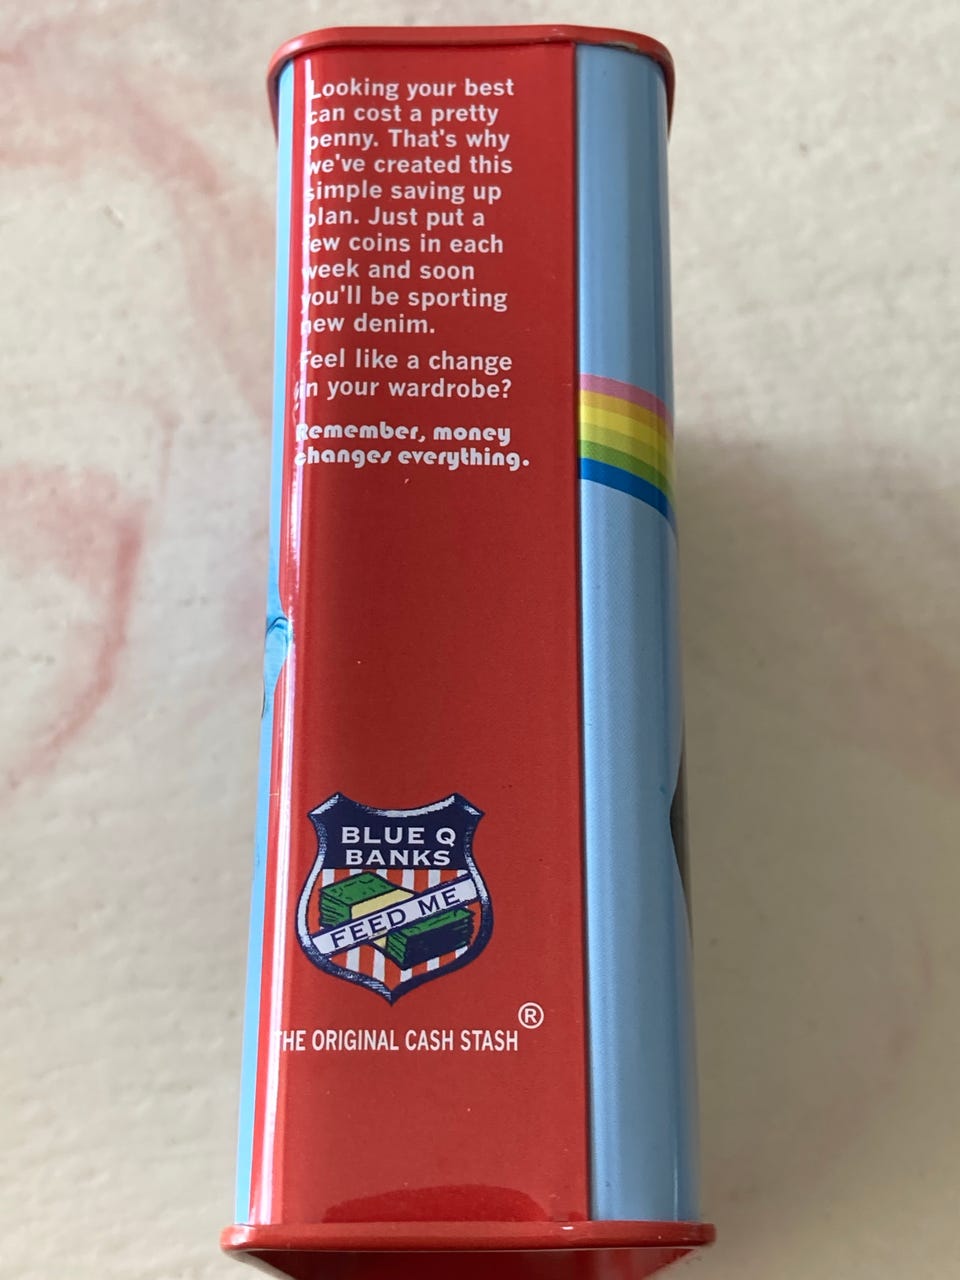 Looking your best
can cost a pretty
penny. That's why
we've created this
simple saving up
plan. Just put a
few coins in each
week and soon
you'll be sporting
new denim.
Feel like a change
in your wardrobe?
Remember, money
changes everything.
BLUE Q
BANKS
FEED ME
®
THE ORIGINAL CASH STASH